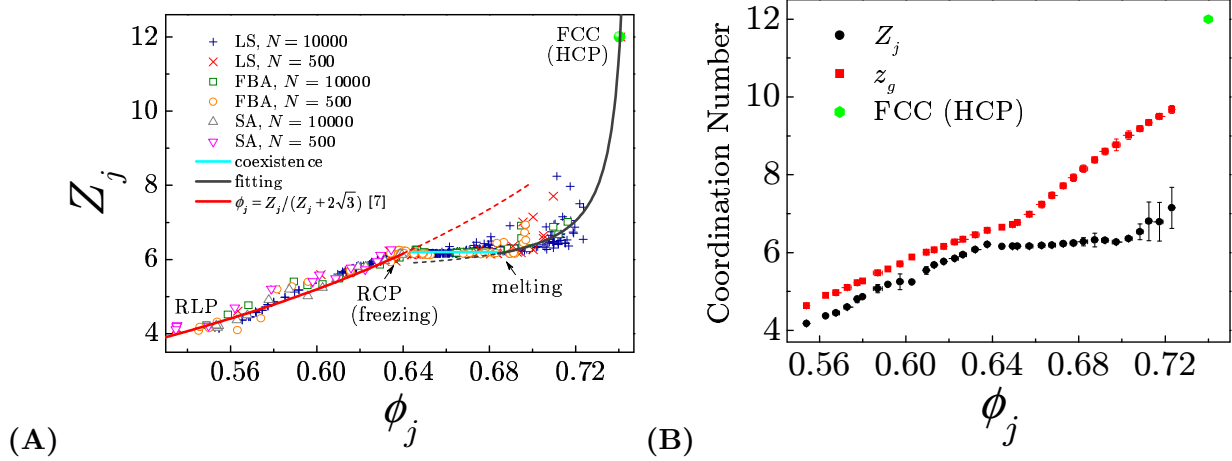 12
10
8
6
4
Z_j
LS, N = 10000
LS, N = 500
FBA, N = 10000
FBA, N = 500
SA, N = 10000
SA, N = 500
coexistence
fitting
ϕ_j = Z_j/(Z_j + 2√3) [7]
FCC
(HCP)
RLP
RCP
(freezing)
melting
0.56 0.60 0.64 0.68 0.72
ϕ_j
(A)
Coordination Number
12
10
8
6
4
Z_j
z_g
FCC (HCP)
0.56 0.60 0.64 0.68 0.72
ϕ_j
(B)